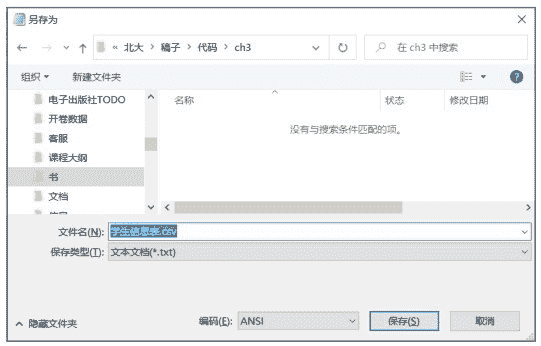 另存为
« 北大 › 稿子 › 代码 › ch3
在 ch3 中搜索
组织
新建文件夹
电子出版社TODO
开卷数据
客服
课程大纲
书
文档
名称
状态
修改日期
没有与搜索条件匹配的项。
文件名(N):
学生信息表.csv
保存类型(T):
文本文档(*.txt)
隐藏文件夹
编码(E):
ANSI
保存(S)
取消